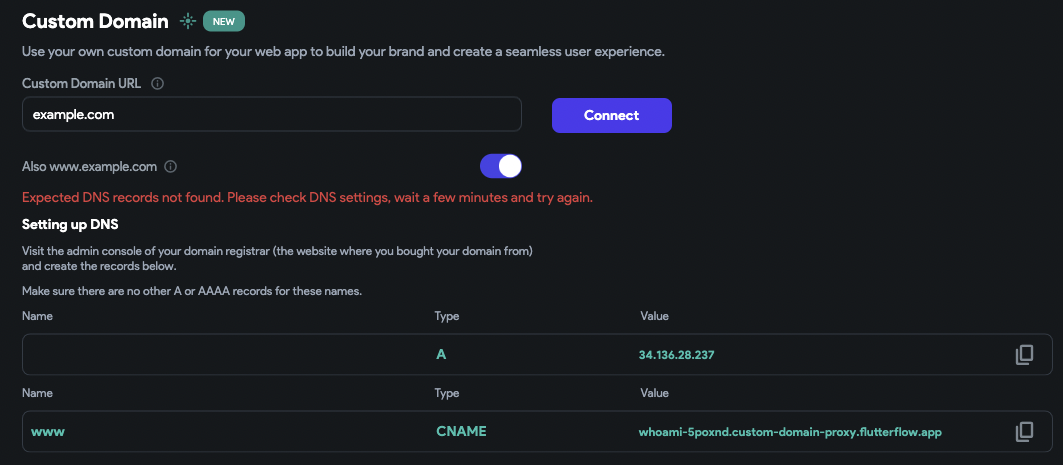 Custom Domain NEW
Use your own custom domain for your web app to build your brand and create a seamless user experience.
Custom Domain URL
example.com
Connect
Also www.example.com
Expected DNS records not found. Please check DNS settings, wait a few minutes and try again.
Setting up DNS
Visit the admin console of your domain registrar (the website where you bought your domain from)
and create the records below.
Make sure there are no other A or AAAA records for these names.
Name Type Value
A 34.136.28.237
Name Type Value
www CNAME whoami-5poxnd.custom-domain-proxy.flutterflow.app